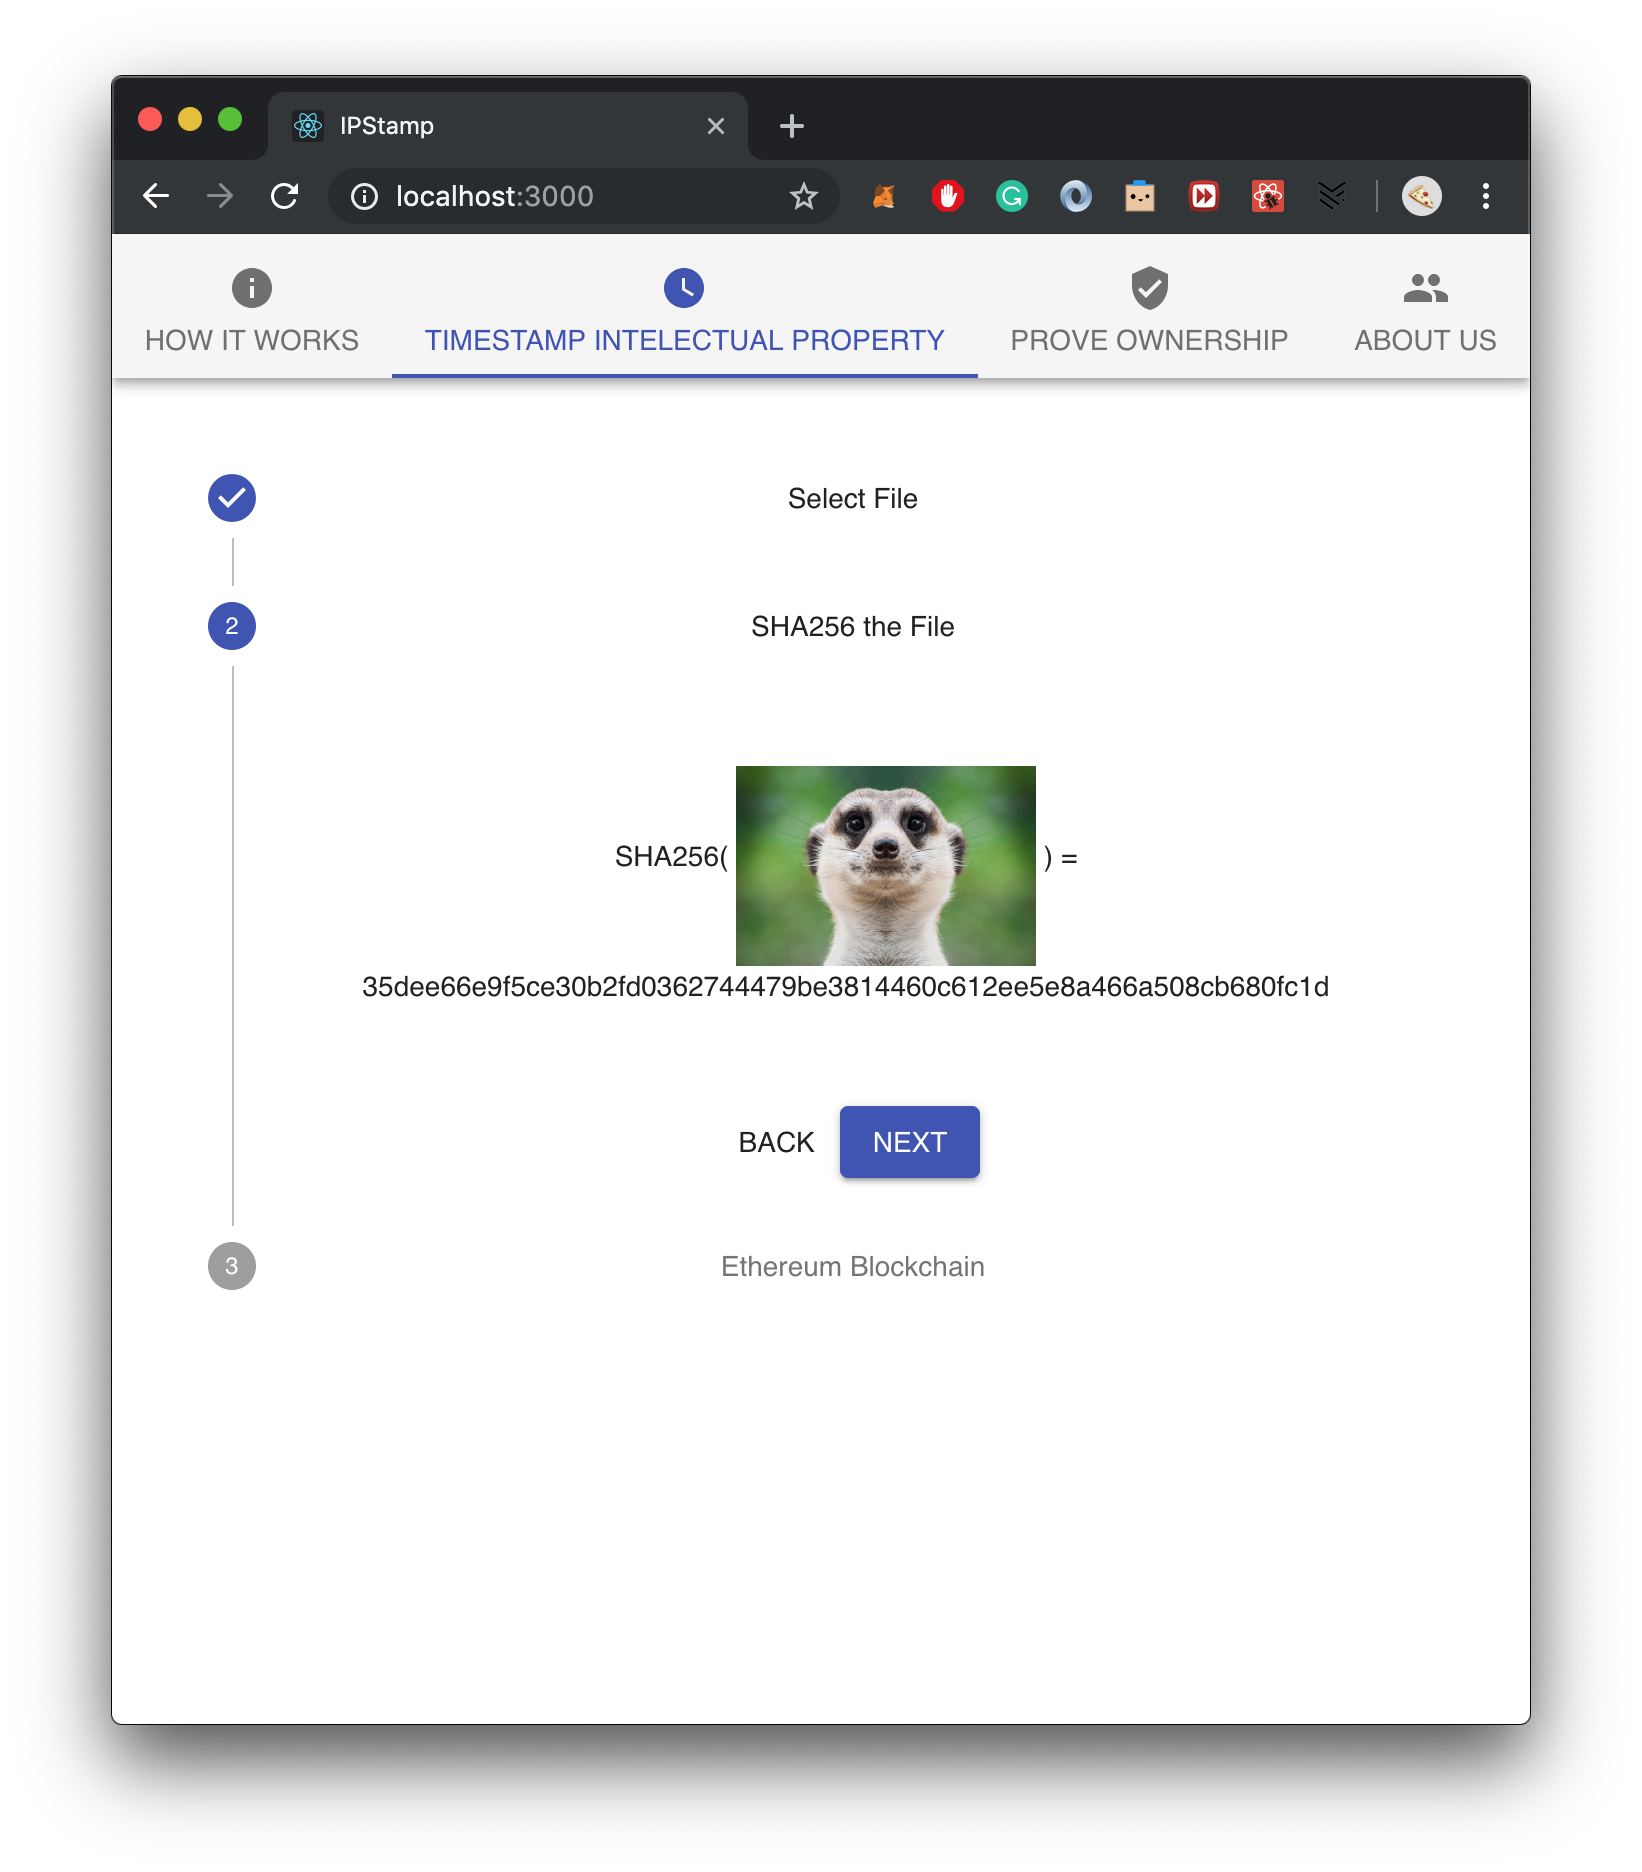 IPStamp
localhost:3000
HOW IT WORKS
TIMESTAMP INTELECTUAL PROPERTY
PROVE OWNERSHIP
ABOUT US
Select File
2
SHA256 the File
SHA256( ) =
35dee66e9f5ce30b2fd0362744479be3814460c612ee5e8a466a508cb680fc1d
BACK
NEXT
3
Ethereum Blockchain